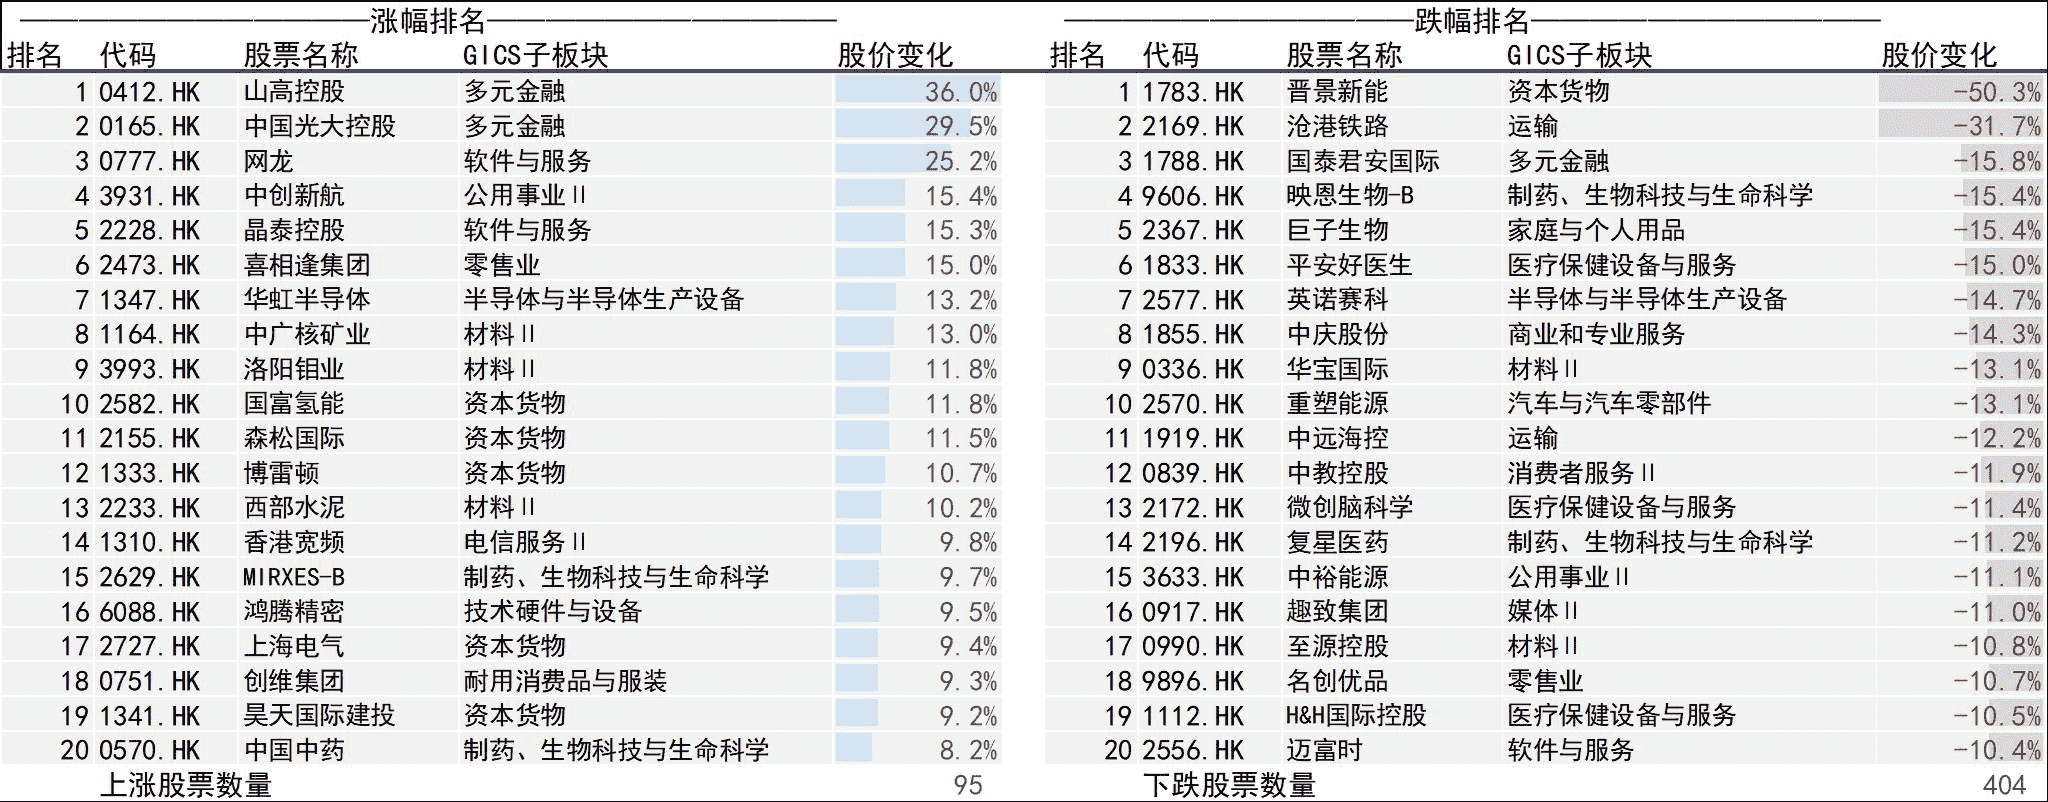 涨幅排名 跌幅排名
排名 代码 股票名称 GICS子板块 股价变化 排名 代码 股票名称 GICS子板块 股价变化
1 0412.HK 山高控股 多元金融 36.0% 1 1783.HK 晋景新能 资本货物 -50.3%
2 0165.HK 中国光大控股 多元金融 29.5% 2 2169.HK 沧港铁路 运输 -31.7%
3 0777.HK 网龙 软件与服务 25.2% 3 1788.HK 国泰君安国际 多元金融 -15.8%
4 3931.HK 中创新航 公用事业Ⅱ 15.4% 4 9606.HK 映恩生物-B 制药、生物科技与生命科学 -15.4%
5 2228.HK 晶泰控股 软件与服务 15.3% 5 2367.HK 巨子生物 家庭与个人用品 -15.4%
6 2473.HK 喜相逢集团 零售业 15.0% 6 1833.HK 平安好医生 医疗保健设备与服务 -15.0%
7 1347.HK 华虹半导体 半导体与半导体生产设备 13.2% 7 2577.HK 英诺赛科 半导体与半导体生产设备 -14.7%
8 1164.HK 中广核矿业 材料Ⅱ 13.0% 8 1855.HK 中庆股份 商业和专业服务 -14.3%
9 3993.HK 洛阳钼业 材料Ⅱ 11.8% 9 0336.HK 华宝国际 材料Ⅱ -13.1%
10 2582.HK 国富氢能 资本货物 11.8% 10 2570.HK 重塑能源 汽车与汽车零部件 -13.1%
11 2155.HK 森松国际 资本货物 11.5% 11 1919.HK 中远海控 运输 -12.2%
12 1333.HK 博雷顿 资本货物 10.7% 12 0839.HK 中教控股 消费者服务Ⅱ -11.9%
13 2233.HK 西部水泥 材料Ⅱ 10.2% 13 2172.HK 微创脑科学 医疗保健设备与服务 -11.4%
14 1310.HK 香港宽频 电信服务Ⅱ 9.8% 14 2196.HK 复星医药 制药、生物科技与生命科学 -11.2%
15 2629.HK MIRXES-B 制药、生物科技与生命科学 9.7% 15 3633.HK 中裕能源 公用事业Ⅱ -11.1%
16 6088.HK 鸿腾精密 技术硬件与设备 9.5% 16 0917.HK 趣致集团 媒体Ⅱ -11.0%
17 2727.HK 上海电气 资本货物 9.4% 17 0990.HK 至源控股 材料Ⅱ -10.8%
18 0751.HK 创维集团 耐用消费品与服装 9.3% 18 9896.HK 名创优品 零售业 -10.7%
19 1341.HK 昊天国际建投 资本货物 9.2% 19 1112.HK H&H国际控股 医疗保健设备与服务 -10.5%
20 0570.HK 中国中药 制药、生物科技与生命科学 8.2% 20 2556.HK 迈富时 软件与服务 -10.4%
上涨股票数量 95 下跌股票数量 404